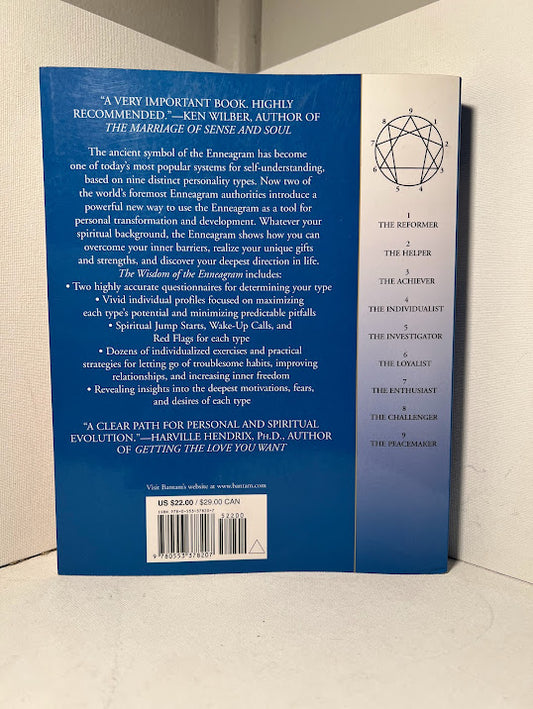 “A VERY IMPORTANT BOOK. HIGHLY
RECOMMENDED.”—KEN WILBER, AUTHOR OF
THE MARRIAGE OF SENSE AND SOUL
The ancient symbol of the Enneagram has become
one of today's most popular systems for self-understanding,
based on nine distinct personality types. Now two of
the world's foremost Enneagram authorities introduce a
powerful new way to use the Enneagram as a tool for
personal transformation and development. Whatever your
spiritual background, the Enneagram shows how you can
overcome your inner barriers, realize your unique gifts
and strengths, and discover your deepest direction in life.
The Wisdom of the Enneagram includes:
• Two highly accurate questionnaires for determining your type
• Vivid individual profiles focused on maximizing
each type's potential and minimizing predictable pitfalls
• Spiritual Jump Starts, Wake-Up Calls, and
Red Flags for each type
• Dozens of individualized exercises and practical
strategies for letting go of troublesome habits, improving
relationships, and increasing inner freedom
• Revealing insights into the deepest motivations, fears,
and desires of each type
“A CLEAR PATH FOR PERSONAL AND SPIRITUAL
EVOLUTION.”—HARVILLE HENDRIX, PH.D., AUTHOR
OF GETTING THE LOVE YOU WANT
Visit Bantam's website at www.bantam.com
US $22.00 / $29.00 CAN
ISBN 978-0-553-37820-7
52200
9 780553 378207
9
8 1
7 2
6 3
5 4
1
THE REFORMER
2
THE HELPER
3
THE ACHIEVER
4
THE INDIVIDUALIST
5
THE INVESTIGATOR
6
THE LOYALIST
7
THE ENTHUSIAST
8
THE CHALLENGER
9
THE PEACEMAKER